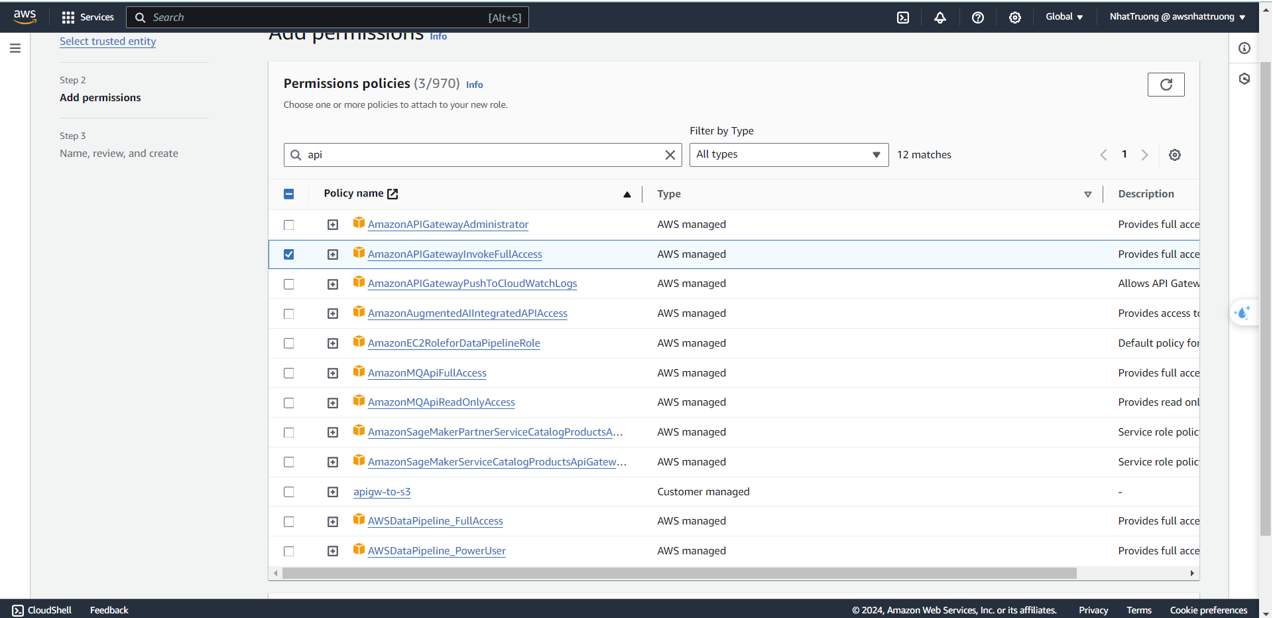 aws Services Search [Alt+S] Global NhatTruong @ awsnhattruong
Select trusted entity
Step 2
Add permissions
Step 3
Name, review, and create
Add permissions Info
Permissions policies (3/970) Info
Choose one or more policies to attach to your new role.
Filter by Type
api All types 12 matches 1
Policy name Type Description
AmazonAPIGatewayAdministrator AWS managed Provides full acce
AmazonAPIGatewayInvokeFullAccess AWS managed Provides full acce
AmazonAPIGatewayPushToCloudWatchLogs AWS managed Allows API Gatew
AmazonAugmentedAIIntegratedAPIAccess AWS managed Provides access to
AmazonEC2RoleforDataPipelineRole AWS managed Default policy for
AmazonMQApiFullAccess AWS managed Provides full acce
AmazonMQApiReadOnlyAccess AWS managed Provides read onl
AmazonSageMakerPartnerServiceCatalogProductsA... AWS managed Service role polic
AmazonSageMakerServiceCatalogProductsApiGatew... AWS managed Service role polic
apigw-to-s3 Customer managed -
AWSDataPipeline_FullAccess AWS managed Provides full acce
AWSDataPipeline_PowerUser AWS managed Provides full acce
CloudShell Feedback © 2024, Amazon Web Services, Inc. or its affiliates. Privacy Terms Cookie preferences